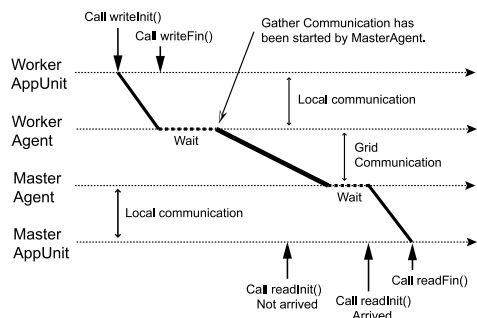 Call writeInit()
Gather Communication has
been started by MasterAgent.
Call writeFin()
Worker
AppUnit
Local communication
Worker
Agent
Wait
Grid
Communication
Master
Agent
Wait
Local communication
Master
AppUnit
Call readInit()
Not arrived
Call readInit()
Arrived
Call readFin()